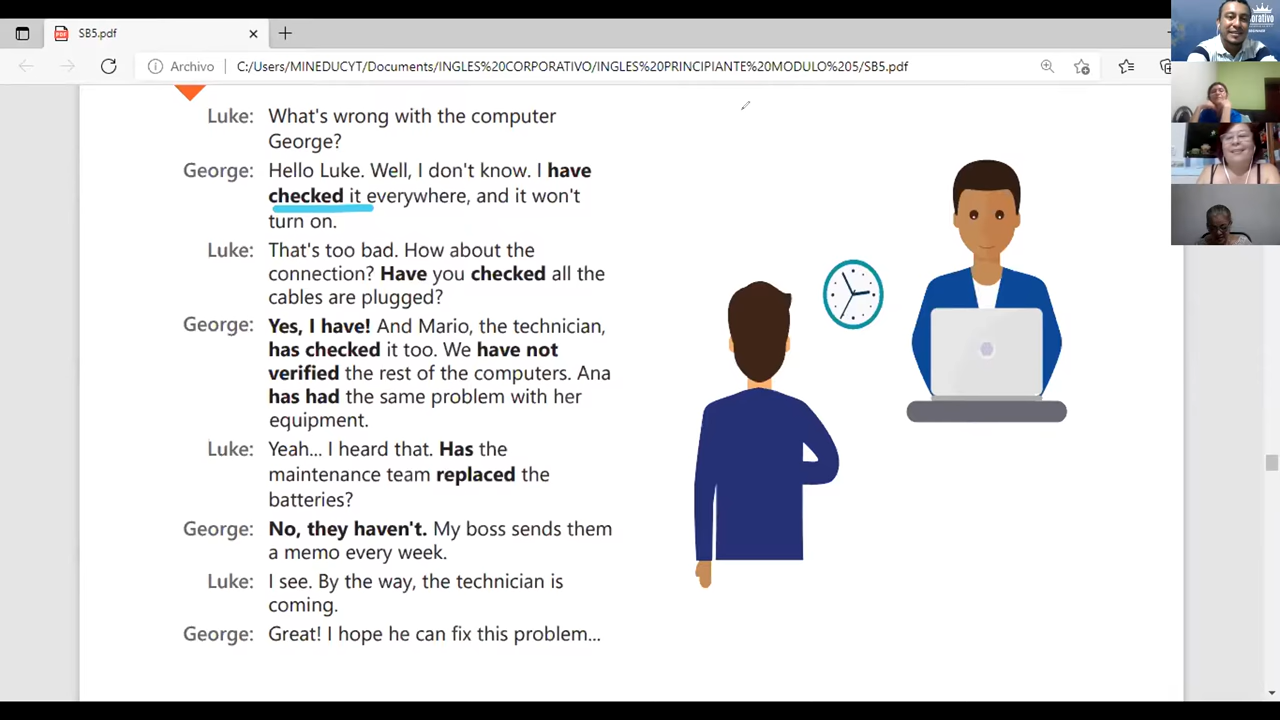 SB5.pdf
Archivo
C:/Users/MINEDUCYT/Documents/INGLES%20CORPORATIVO/INGLES%20PRINCIPIANTE%20MODULO%205/SB5.pdf
Luke: What's wrong with the computer
George?
George: Hello Luke. Well, I don't know. I have
checked it everywhere, and it won't
turn on.
Luke: That's too bad. How about the
connection? Have you checked all the
cables are plugged?
George: Yes, I have! And Mario, the technician,
has checked it too. We have not
verified the rest of the computers. Ana
has had the same problem with her
equipment.
Luke: Yeah... I heard that. Has the
maintenance team replaced the
batteries?
George: No, they haven't. My boss sends them
a memo every week.
Luke: I see. By the way, the technician is
coming.
George: Great! I hope he can fix this problem...